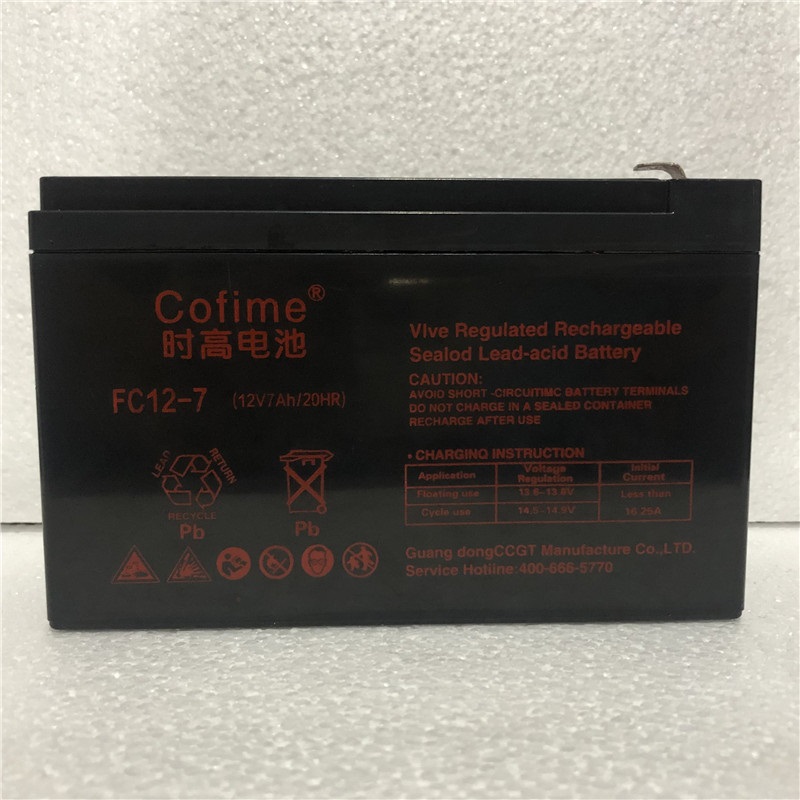 Cofime®
时高电池
FC12-7 (12V7Ah/20HR)
LEAD RETURN
RECYCLE
Pb
Pb
Vlve Regulated Rechargeable
Sealod Lead-acid Battery
CAUTION:
AVOID SHORT -CIRCUITIMC BATTERY TERMINALS
DO NOT CHARGE IN A SEALED CONTAINER
RECHARGE AFTER USE
• CHARGING INSTRUCTION
Application Voltage Regulation Initial Current
Floating use 13.6-13.8V Less than
Cycle use 14.5-14.9V 16.25A
Guang dongCCGT Manufacture Co.,LTD.
Service Hotline:400-666-5770